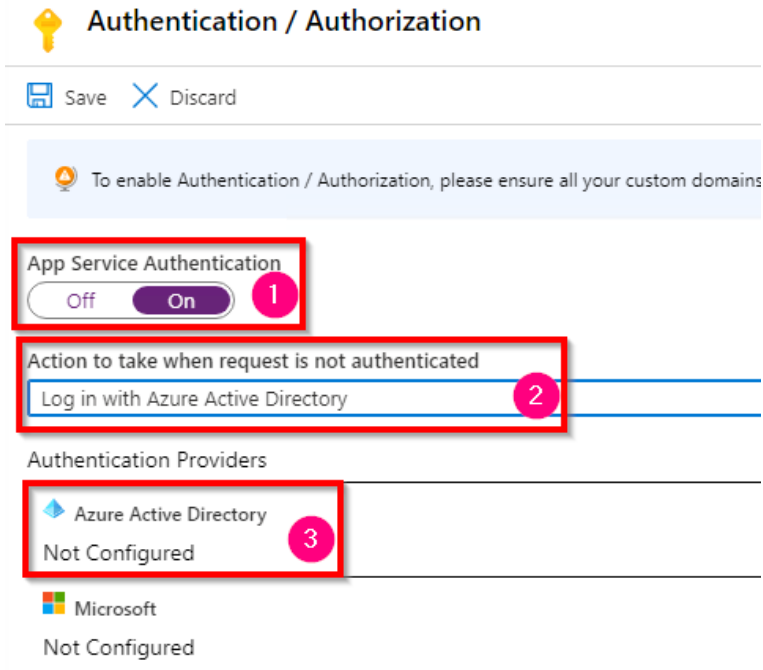 Authentication / Authorization
Save Discard
To enable Authentication / Authorization, please ensure all your custom domains
App Service Authentication
Off On 1
Action to take when request is not authenticated
Log in with Azure Active Directory 2
Authentication Providers
Azure Active Directory
Not Configured 3
Microsoft
Not Configured